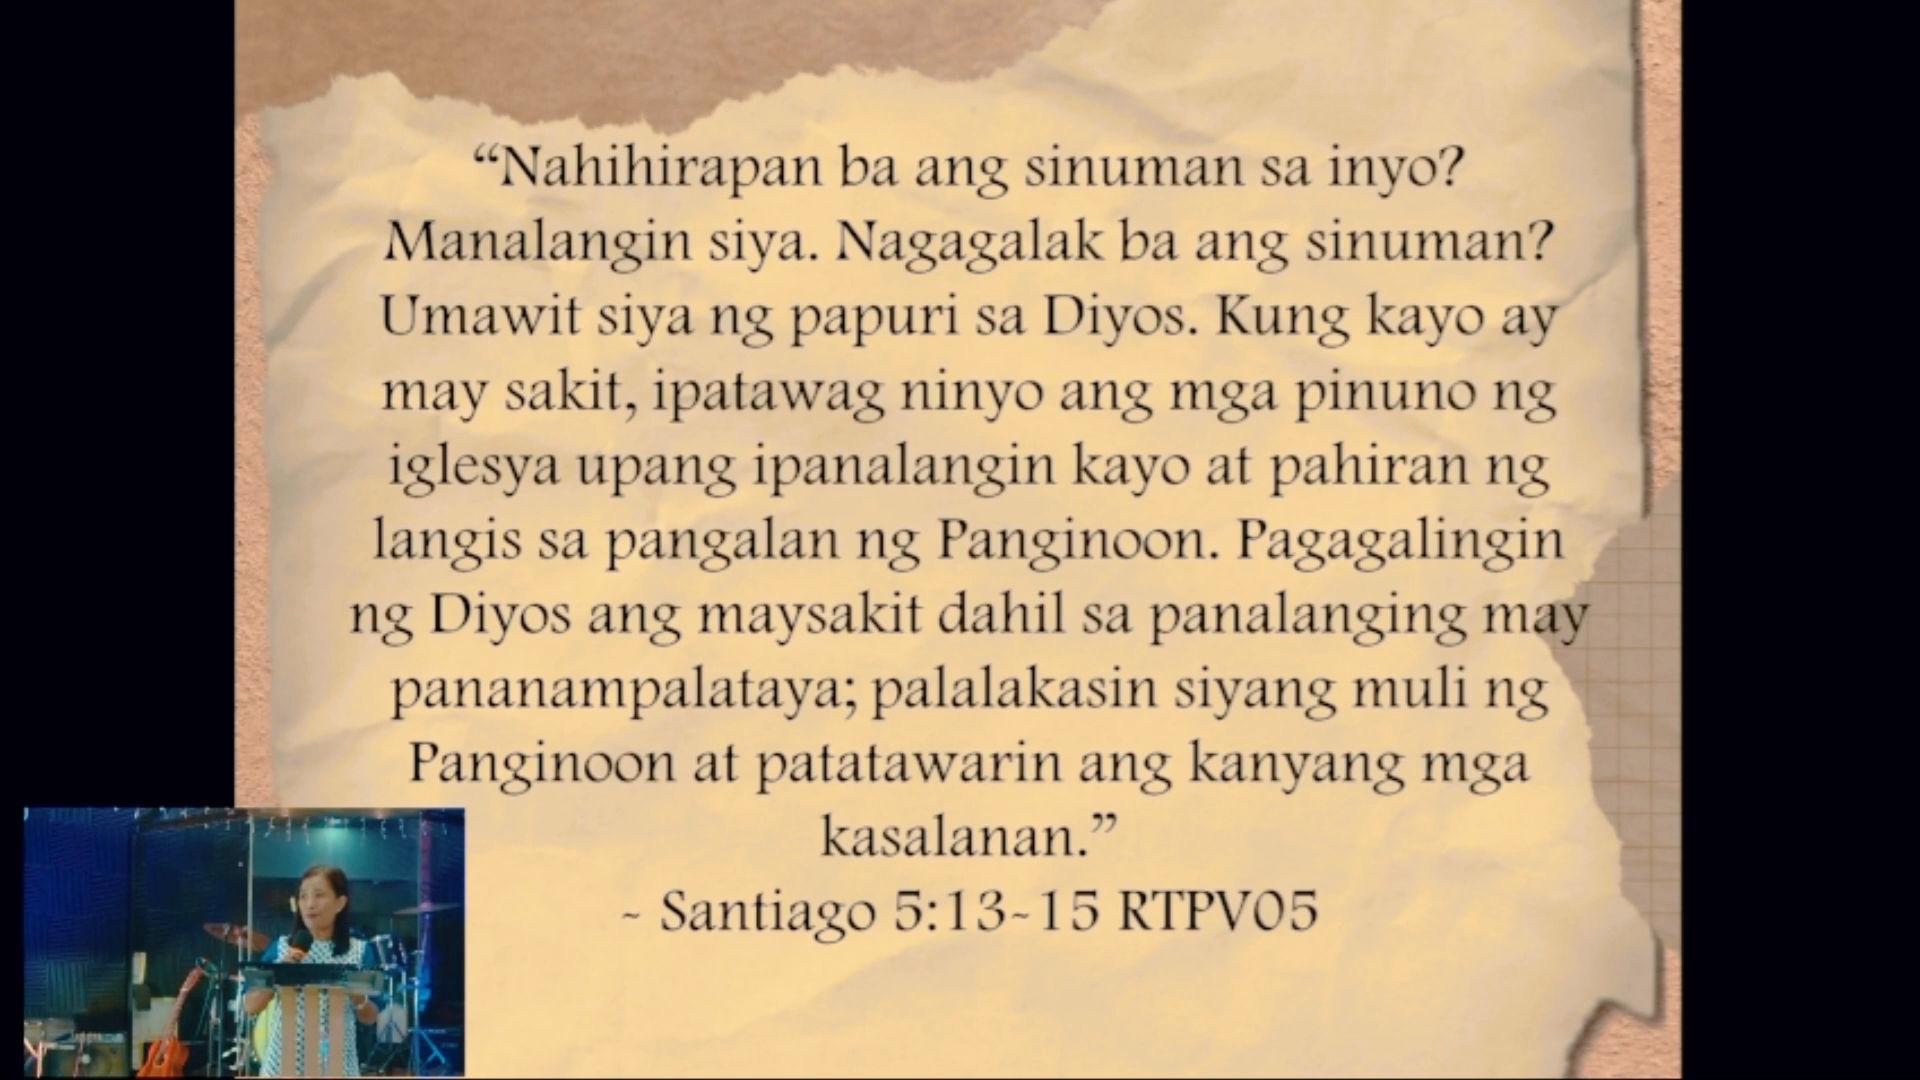 “Nahihirapan ba ang sinuman sa inyo?
Manalangin siya. Nagagalak ba ang sinuman?
Umawit siya ng papuri sa Diyos. Kung kayo ay
may sakit, ipatawag ninyo ang mga pinuno ng
iglesya upang ipanalangin kayo at pahiran ng
langis sa pangalan ng Panginoon. Pagagalingin
ng Diyos ang maysakit dahil sa panalanging may
pananampalataya; palalakasin siyang muli ng
Panginoon at patatawarin ang kanyang mga
kasalanan.”
- Santiago 5:13-15 RTPV05